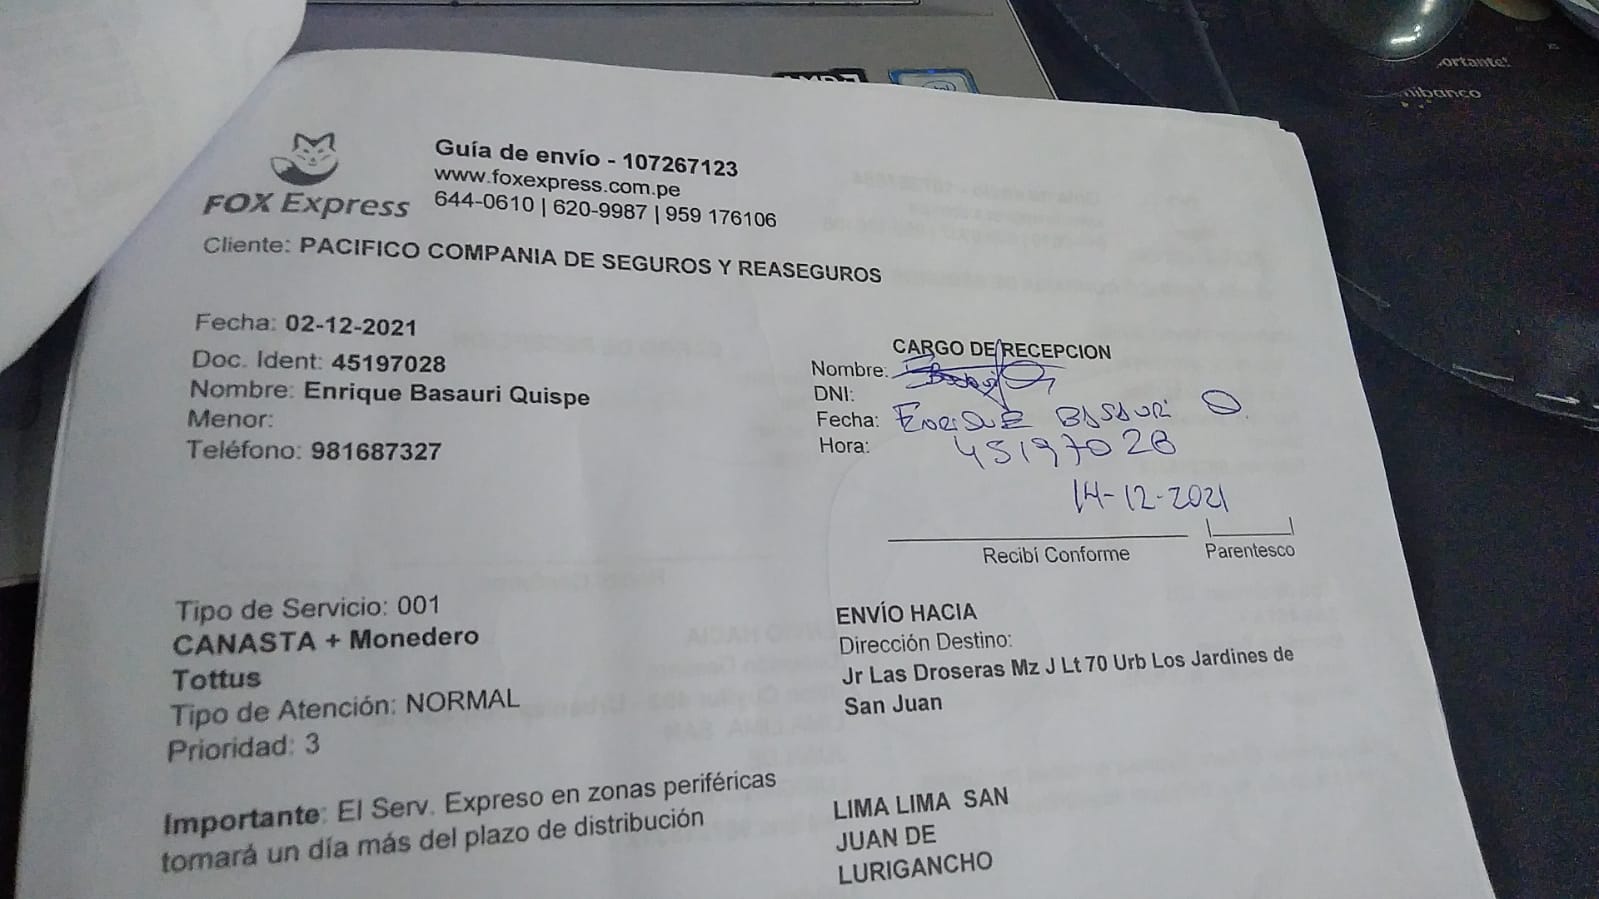 ortante!
nibanco
FOX Express
Guía de envío - 107267123
www.foxexpress.com.pe
644-0610 | 620-9987 | 959 176106
Cliente: PACIFICO COMPANIA DE SEGUROS Y REASEGUROS
Fecha: 02-12-2021
Doc. Ident: 45197028
Nombre: Enrique Basauri Quispe
Menor:
Teléfono: 981687327
CARGO DE RECEPCION
Nombre:
DNI:
Fecha: ENRIQUE BASAURI Q.
Hora: 45197028
14-12-2021
Recibí Conforme
Parentesco
Tipo de Servicio: 001
CANASTA + Monedero
Tottus
Tipo de Atención: NORMAL
Prioridad: 3
Importante: El Serv. Expreso en zonas periféricas
tomará un día más del plazo de distribución
ENVÍO HACIA
Dirección Destino:
Jr Las Droseras Mz J Lt 70 Urb Los Jardines de
San Juan
LIMA LIMA SAN
JUAN DE
LURIGANCHO